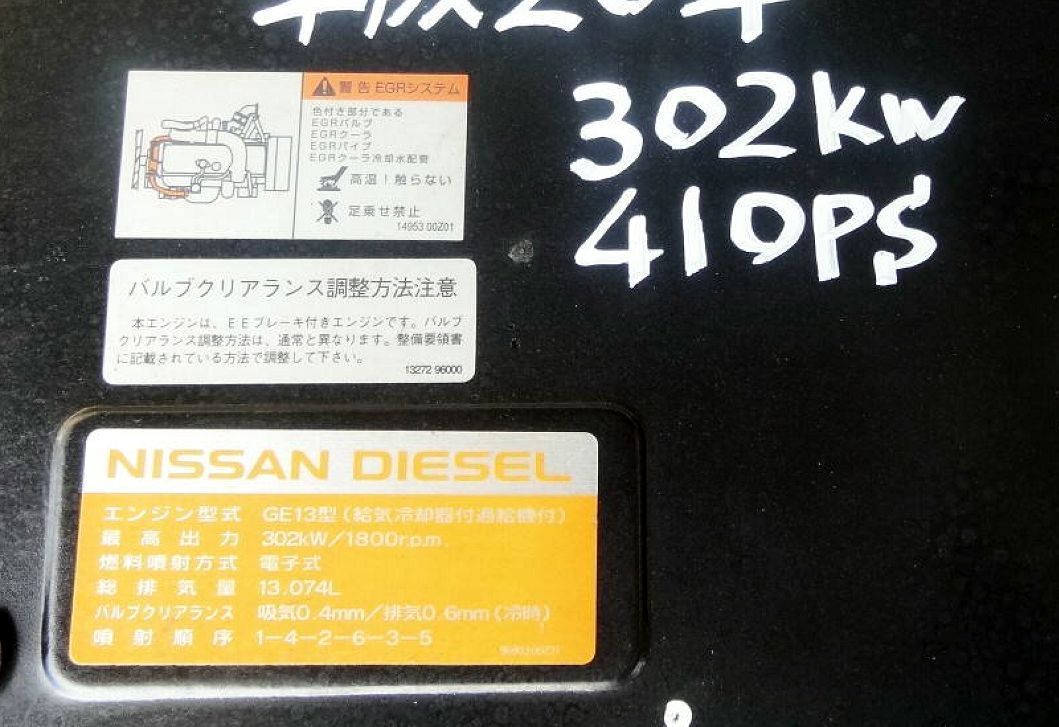 平成20年
302kw
410PS
警告 EGRシステム
色付き部分である
EGRバルブ
EGRクーラ
EGRパイプ
EGRクーラ冷却水配管
高温！触らない
足乗せ禁止
14953 00Z01
バルブクリアランス調整方法注意
本エンジンは、EEブレーキ付きエンジンです。バルブ
クリアランス調整方法は、通常と異なります。整備要領書
に記載されている方法で調整して下さい。
13272 96000
NISSAN DIESEL
エンジン型式 GE13型(給気冷却器付過給機付)
最高出力 302kW/1800r.p.m.
燃料噴射方式 電子式
総排気量 13.074L
バルブクリアランス 吸気0.4mm/排気0.6mm(冷時)
噴射順序 1-4-2-6-3-5